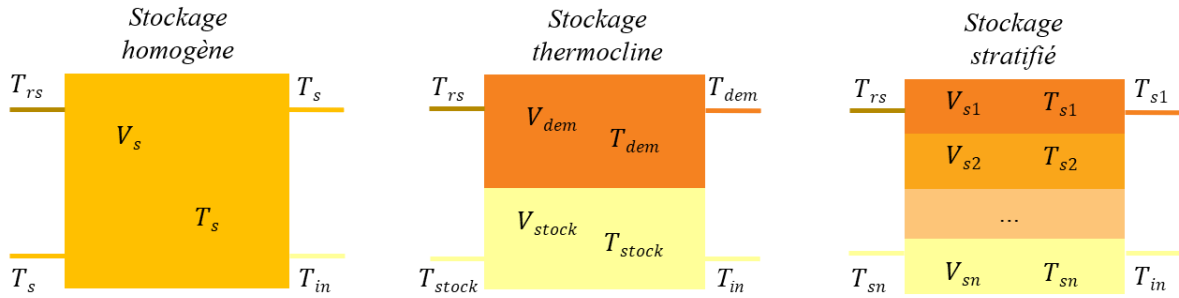 Stockage
homogène
T_rs
T_s
V_s
T_s
T_s
T_in
Stockage
thermocline
T_rs
T_dem
V_dem
T_dem
V_stock
T_stock
T_stock
T_in
Stockage
stratifié
T_rs
V_s1
T_s1
T_s1
V_s2
T_s2
...
T_sn
V_sn
T_sn
T_in